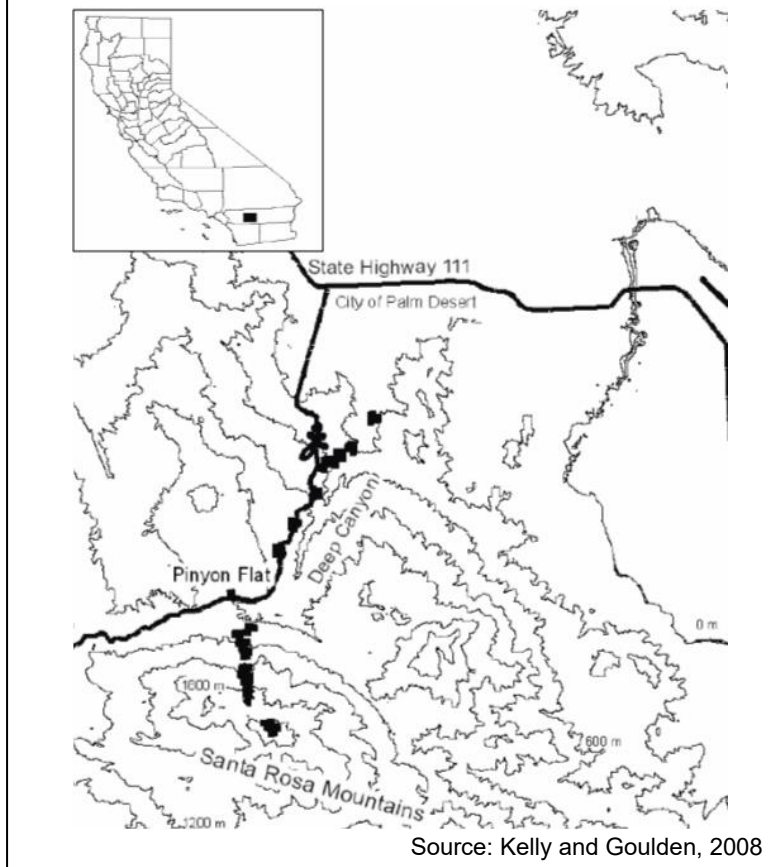 State Highway 111
City of Palm Desert
Deep Canyon
Pinyon Flat
0 m
1800 m
600 m
Santa Rosa Mountains
1200 m
Source: Kelly and Goulden, 2008